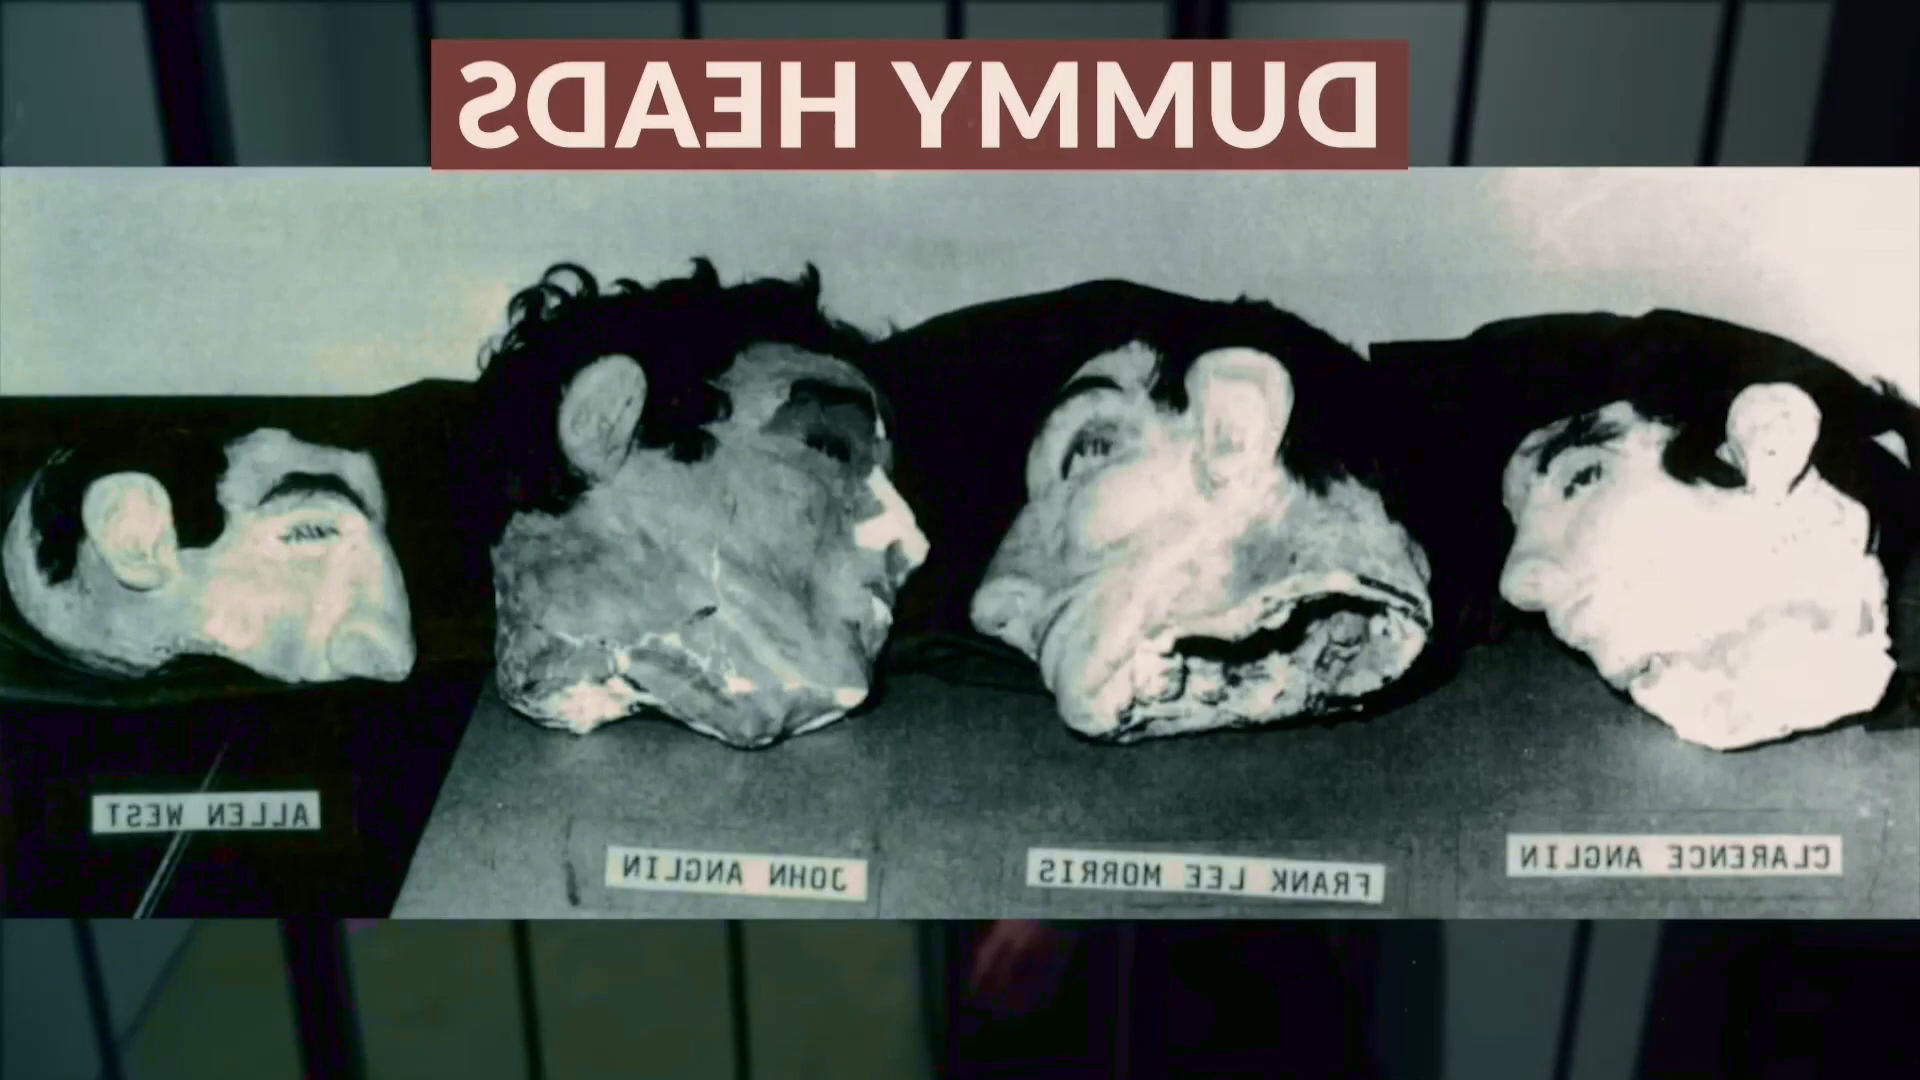 DUMMY HEADS
ALLEN WEST
JOHN ANGLIN
FRANK LEE MORRIS
CLARENCE ANGLIN